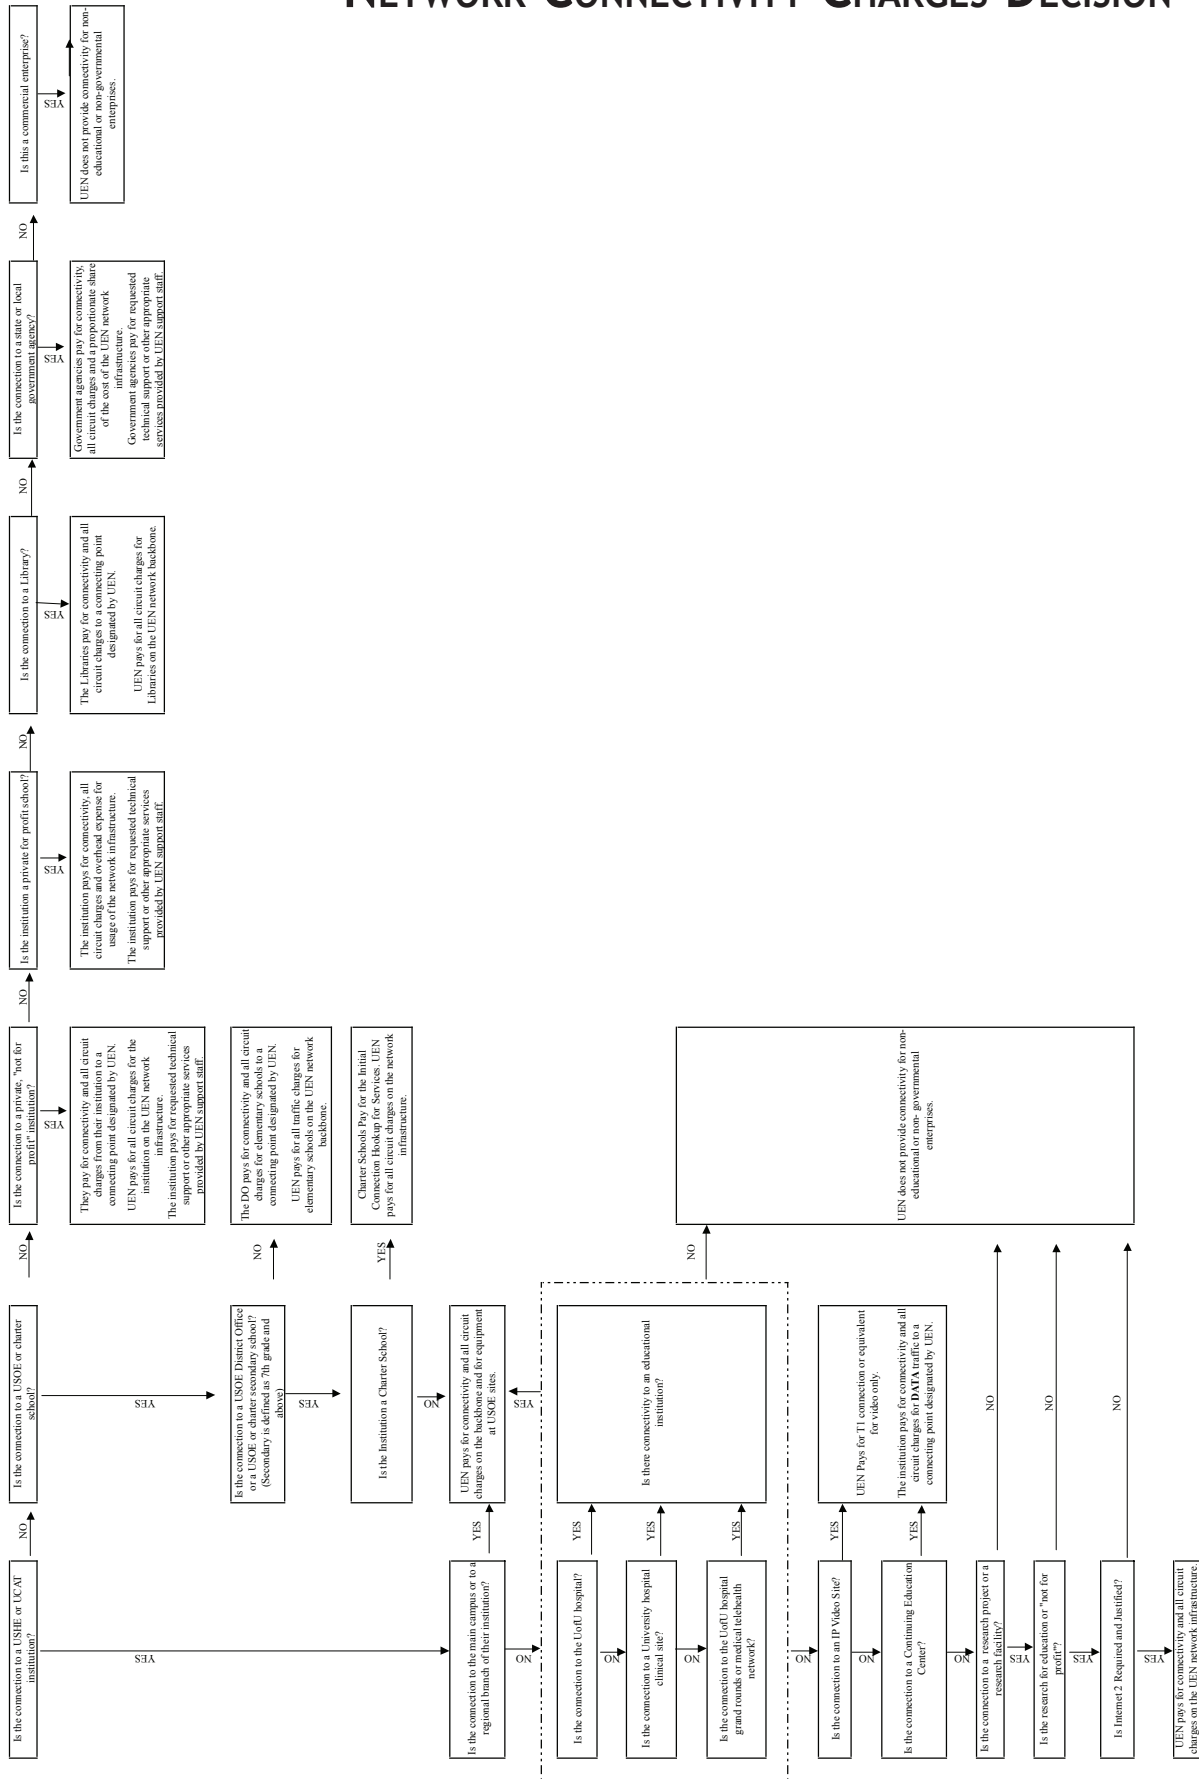 NETWORK CONNECTIVITY CHARGES DECISION
Is the connection to a USHE or UCAT
institution?
NO
YES
Is the connection to a USOE or charter
school?
NO
YES
Is the connection to a private, "not for
profit" institution?
NO
YES
They pay for connectivity and all circuit
charges from their institution to a
connecting point designated by UEN.
UEN pays for all circuit charges for the
institution on the UEN network
infrastructure.
The institution pays for requested technical
support or other appropriate services
provided by UEN support staff.
Is the institution a private for profit school?
NO
YES
The institution pays for connectivity, all
circuit charges and overhead expense for
usage of the network infrastructure.
The institution pays for requested technical
support or other appropriate services
provided by UEN support staff.
Is the connection to a Library?
NO
YES
The Libraries pay for connectivity and all
circuit charges to a connecting point
designated by UEN.
UEN pays for all circuit charges for
Libraries on the UEN network backbone.
Is the connection to a state or local
government agency?
NO
YES
Government agencies pay for connectivity,
all circuit charges and a proportionate share
of the cost of the UEN network
infrastructure.
Government agencies pay for requested
technical support or other appropriate
services provided by UEN support staff.
Is this a commercial enterprise?
YES
UEN does not provide connectivity for non-
educational or non-governmental
enterprises.
Is the connection to a USOE District Office
or a USOE or charter secondary school?
(Secondary is defined as 7th grade and
above)
NO
YES
The DO pays for connectivity and all circuit
charges for elementary schools to a
connecting point designated by UEN.
UEN pays for all traffic charges for
elementary schools on the UEN network
backbone.
Is the Institution a Charter School?
YES
NO
Charter Schools Pay for the Initial
Connection Hookup for Services. UEN
pays for all circuit charges on the network
infrastructure.
Is the connection to the main campus or to a
regional branch of their institution?
YES
NO
UEN pays for connectivity and all circuit
charges on the backbone and for equipment
at USOE sites.
YES
Is the connection to the UofU hospital?
YES
NO
Is the connection to a University hospital
clinical site?
YES
NO
Is the connection to the UofU hospital
grand rounds or medical telehealth
network?
YES
NO
Is there connectivity to an educational
institution?
NO
UEN does not provide connectivity for non-
educational or non- governmental
enterprises.
Is the connection to an IP Video Site?
YES
NO
Is the connection to a Continuing Education
Center?
YES
NO
UEN Pays for T1 connection or equivalent
for video only.
The institution pays for connectivity and all
circuit charges for DATA traffic to a
connecting point designated by UEN.
Is the connection to a research project or a
research facility?
NO
YES
Is the research for education or "not for
profit"?
NO
YES
Is Internet 2 Required and Justified?
NO
YES
UEN pays for connectivity and all circuit
charges on the UEN network infrastructure.